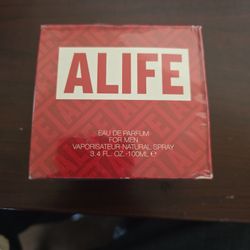 ALIFE
EAU DE PARFUM
FOR MEN
VAPORISATEUR NATURAL SPRAY
3.4 FL. OZ.-100ML ℮